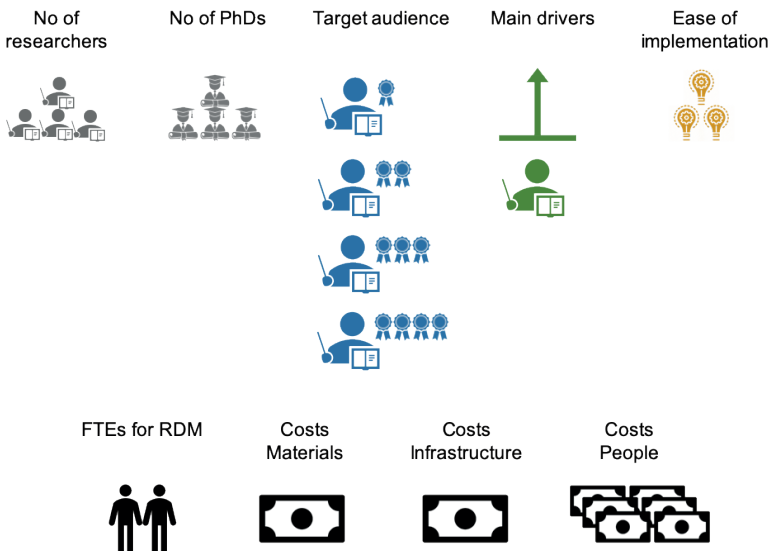 No of
researchers
No of PhDs
Target audience
Main drivers
Ease of
implementation
FTEs for RDM
Costs
Materials
Costs
Infrastructure
Costs
People